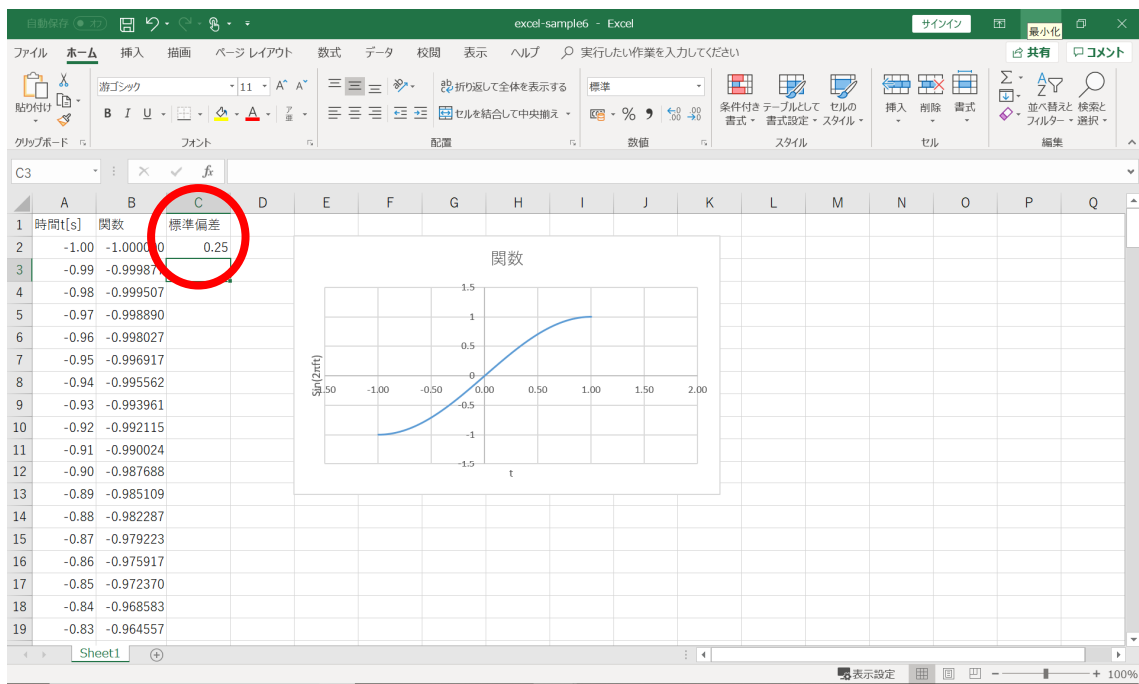 自動保存 オフ excel-sample6 - Excel サインイン
最小化
ファイル ホーム 挿入 描画 ページ レイアウト 数式 データ 校閲 表示 ヘルプ 実行したい作業を入力してください 共有 コメント
貼り付け 游ゴシック 11 A^ A˅ ab 折り返して全体を表示する 標準 条件付き 書式 テーブルとして 書式設定 セルの スタイル 挿入 削除 書式 Σ 並べ替えと フィルター 検索と 選択
B I U A セルを結合して中央揃え % 9 .00
クリップボード フォント 配置 数値 スタイル セル 編集
C3 fx
A B C D E F G H I J K L M N O P Q
1 時間t[s] 関数 標準偏差
2 -1.00 -1.000000 0.25
3 -0.99 -0.999877
4 -0.98 -0.999507
5 -0.97 -0.998890
6 -0.96 -0.998027
7 -0.95 -0.996917
8 -0.94 -0.995562
9 -0.93 -0.993961
10 -0.92 -0.992115
11 -0.91 -0.990024
12 -0.90 -0.987688
13 -0.89 -0.985109
14 -0.88 -0.982287
15 -0.87 -0.979223
16 -0.86 -0.975917
17 -0.85 -0.972370
18 -0.84 -0.968583
19 -0.83 -0.964557
関数
1.5
1
0.5
0
-1.50 -1.00 -0.50 0.00 0.50 1.00 1.50 2.00
-0.5
-1
-1.5
Sin(2πft)
t
Sheet1
表示設定 100%